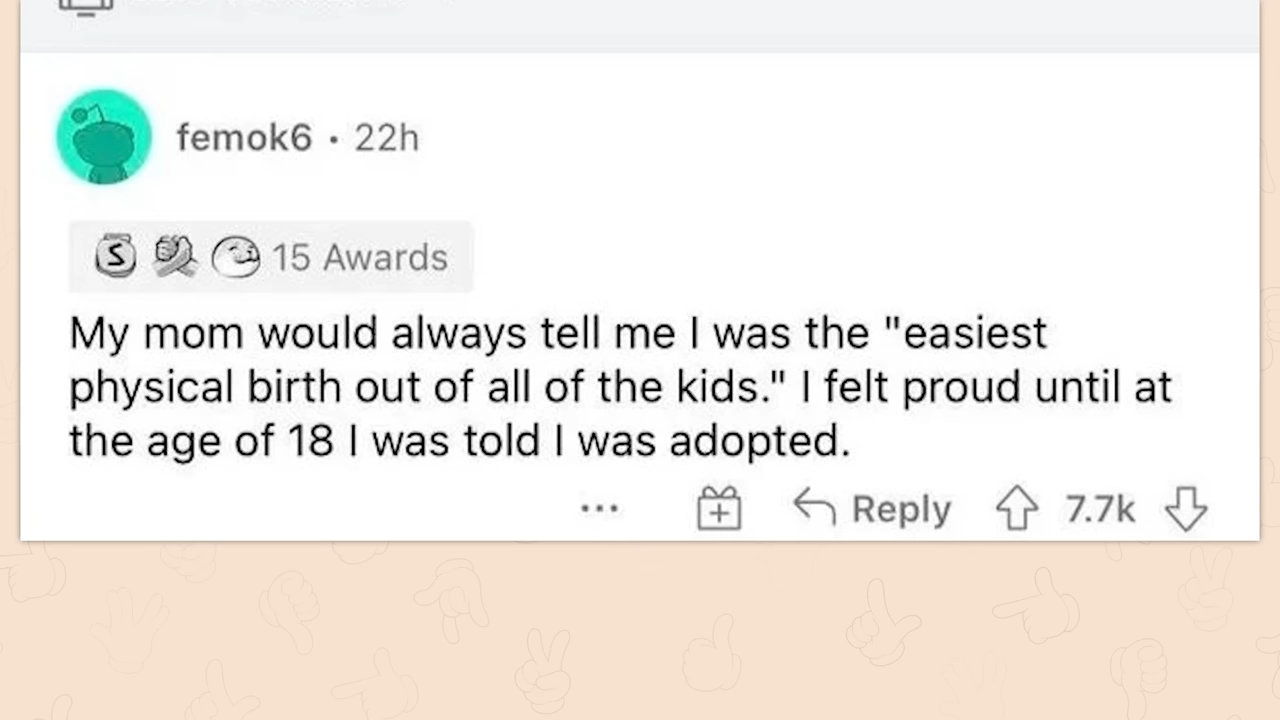 femok6 · 22h
15 Awards
My mom would always tell me I was the "easiest
physical birth out of all of the kids." I felt proud until at
the age of 18 I was told I was adopted.
... Reply 7.7k